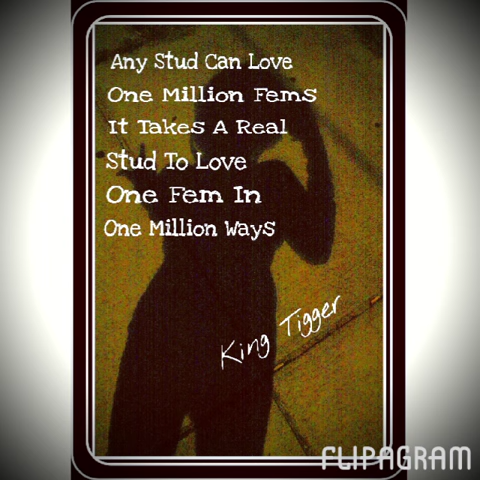 Any Stud Can Love
One Million Fems
It Takes A Real
Stud To Love
One Fem In
One Million Ways
King Tigger
FLIPAGRAM